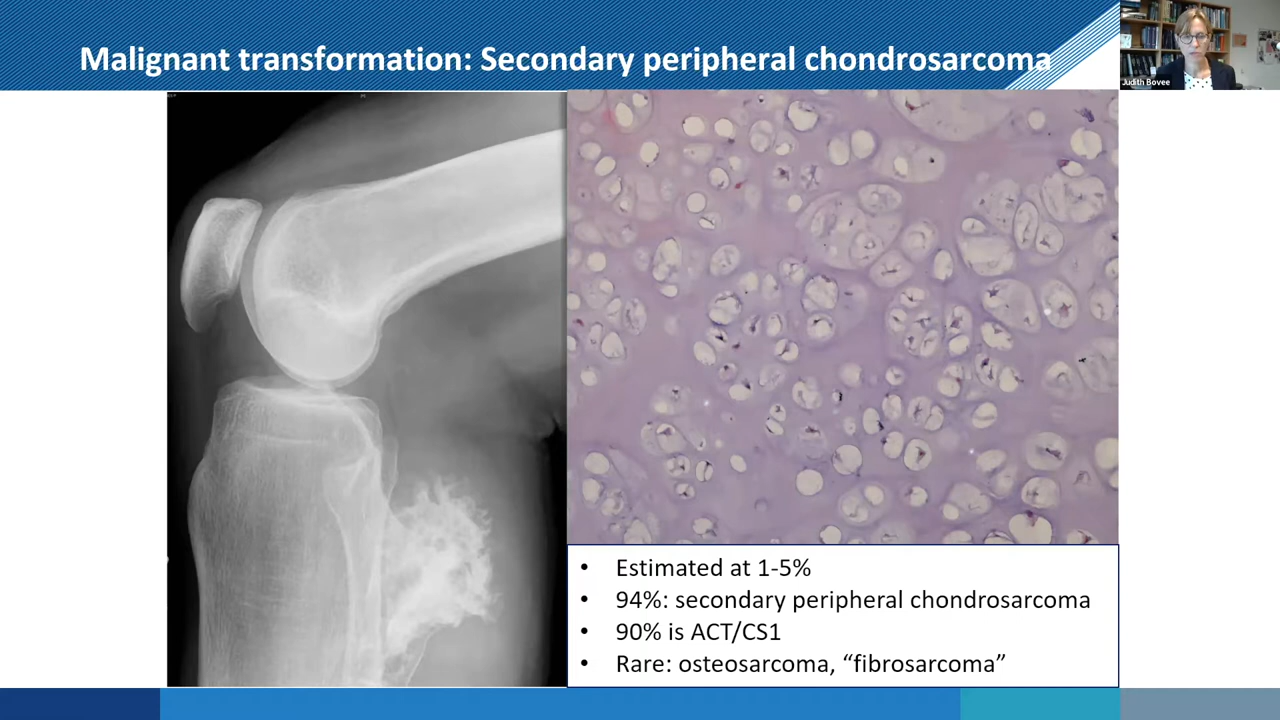 Malignant transformation: Secondary peripheral chondrosarcoma
Judith Bovee
• Estimated at 1-5%
• 94%: secondary peripheral chondrosarcoma
• 90% is ACT/CS1
• Rare: osteosarcoma, “fibrosarcoma”